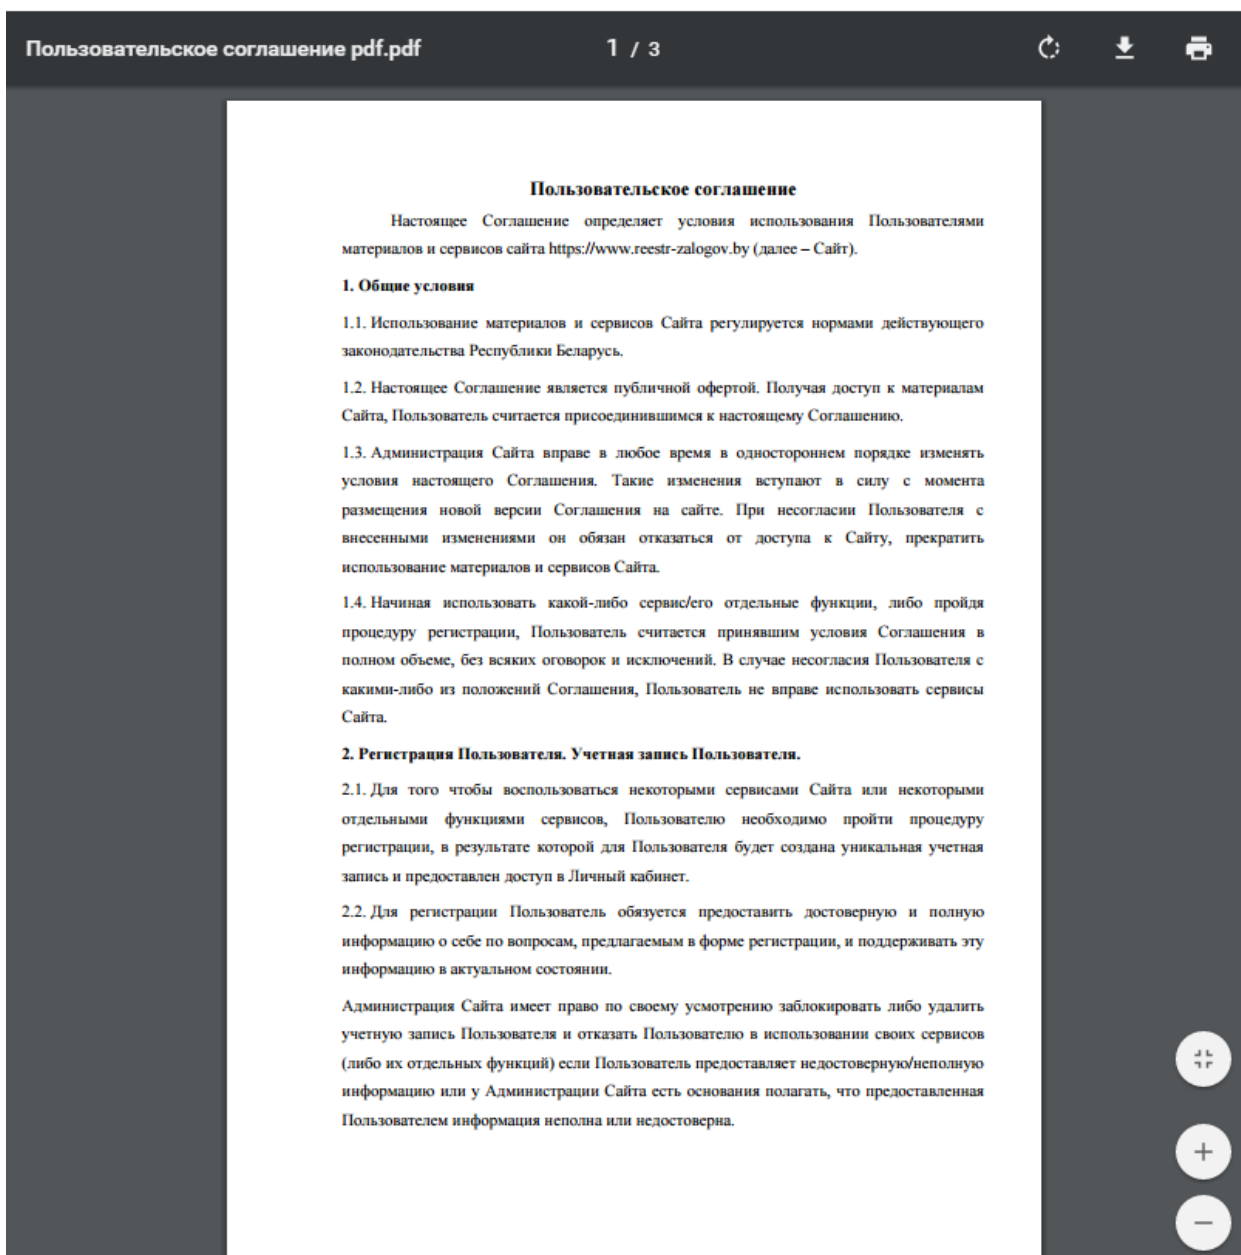 Пользовательское соглашение pdf.pdf
1 / 3
Пользовательское соглашение
Настоящее Соглашение определяет условия использования Пользователями
материалов и сервисов сайта https://www.reestr-zalogov.by (далее – Сайт).
1. Общие условия
1.1. Использование материалов и сервисов Сайта регулируется нормами действующего
законодательства Республики Беларусь.
1.2. Настоящее Соглашение является публичной офертой. Получая доступ к материалам
Сайта, Пользователь считается присоединившимся к настоящему Соглашению.
1.3. Администрация Сайта вправе в любое время в одностороннем порядке изменять
условия настоящего Соглашения. Такие изменения вступают в силу с момента
размещения новой версии Соглашения на сайте. При несогласии Пользователя с
внесенными изменениями он обязан отказаться от доступа к Сайту, прекратить
использование материалов и сервисов Сайта.
1.4. Начиная использовать какой-либо сервис/его отдельные функции, либо пройдя
процедуру регистрации, Пользователь считается принявшим условия Соглашения в
полном объеме, без всяких оговорок и исключений. В случае несогласия Пользователя с
какими-либо из положений Соглашения, Пользователь не вправе использовать сервисы
Сайта.
2. Регистрация Пользователя. Учетная запись Пользователя.
2.1. Для того чтобы воспользоваться некоторыми сервисами Сайта или некоторыми
отдельными функциями сервисов, Пользователю необходимо пройти процедуру
регистрации, в результате которой для Пользователя будет создана уникальная учетная
запись и предоставлен доступ в Личный кабинет.
2.2. Для регистрации Пользователь обязуется предоставить достоверную и полную
информацию о себе по вопросам, предлагаемым в форме регистрации, и поддерживать эту
информацию в актуальном состоянии.
Администрация Сайта имеет право по своему усмотрению заблокировать либо удалить
учетную запись Пользователя и отказать Пользователю в использовании своих сервисов
(либо их отдельных функций) если Пользователь предоставляет недостоверную/неполную
информацию или у Администрации Сайта есть основания полагать, что предоставленная
Пользователем информация неполна или недостоверна.